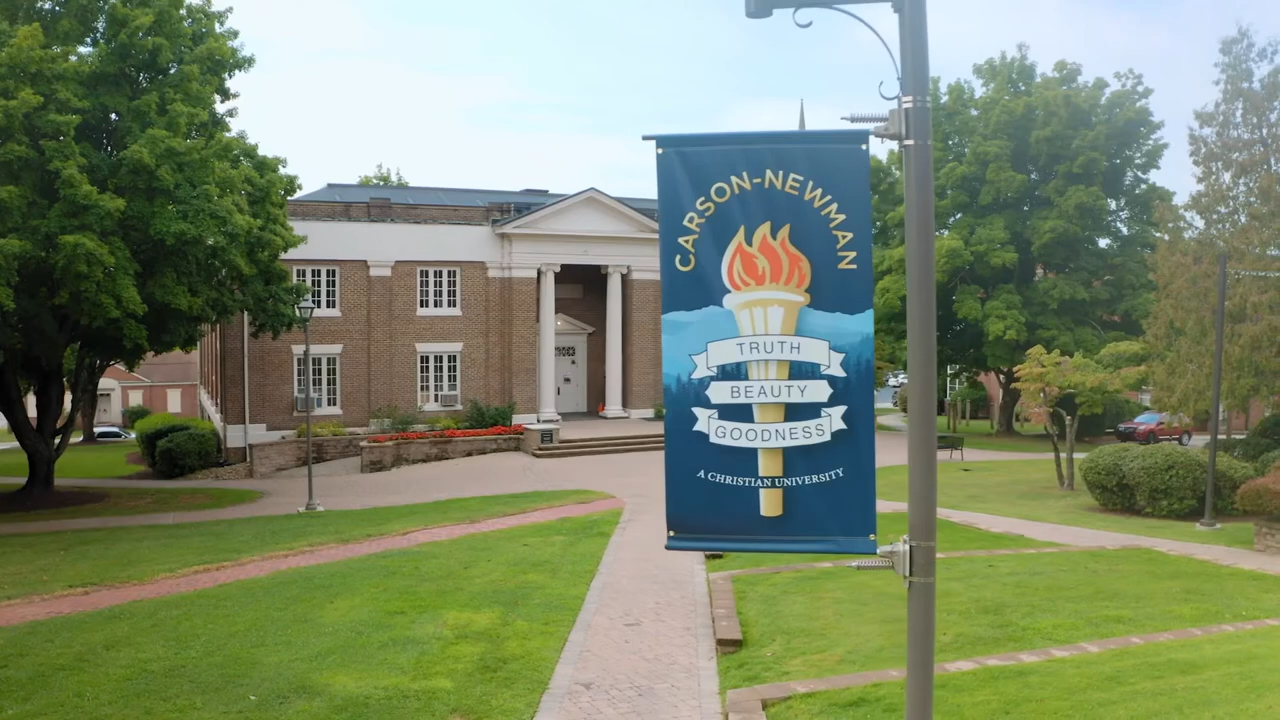 CARSON-NEWMAN
TRUTH
BEAUTY
GOODNESS
A CHRISTIAN UNIVERSITY